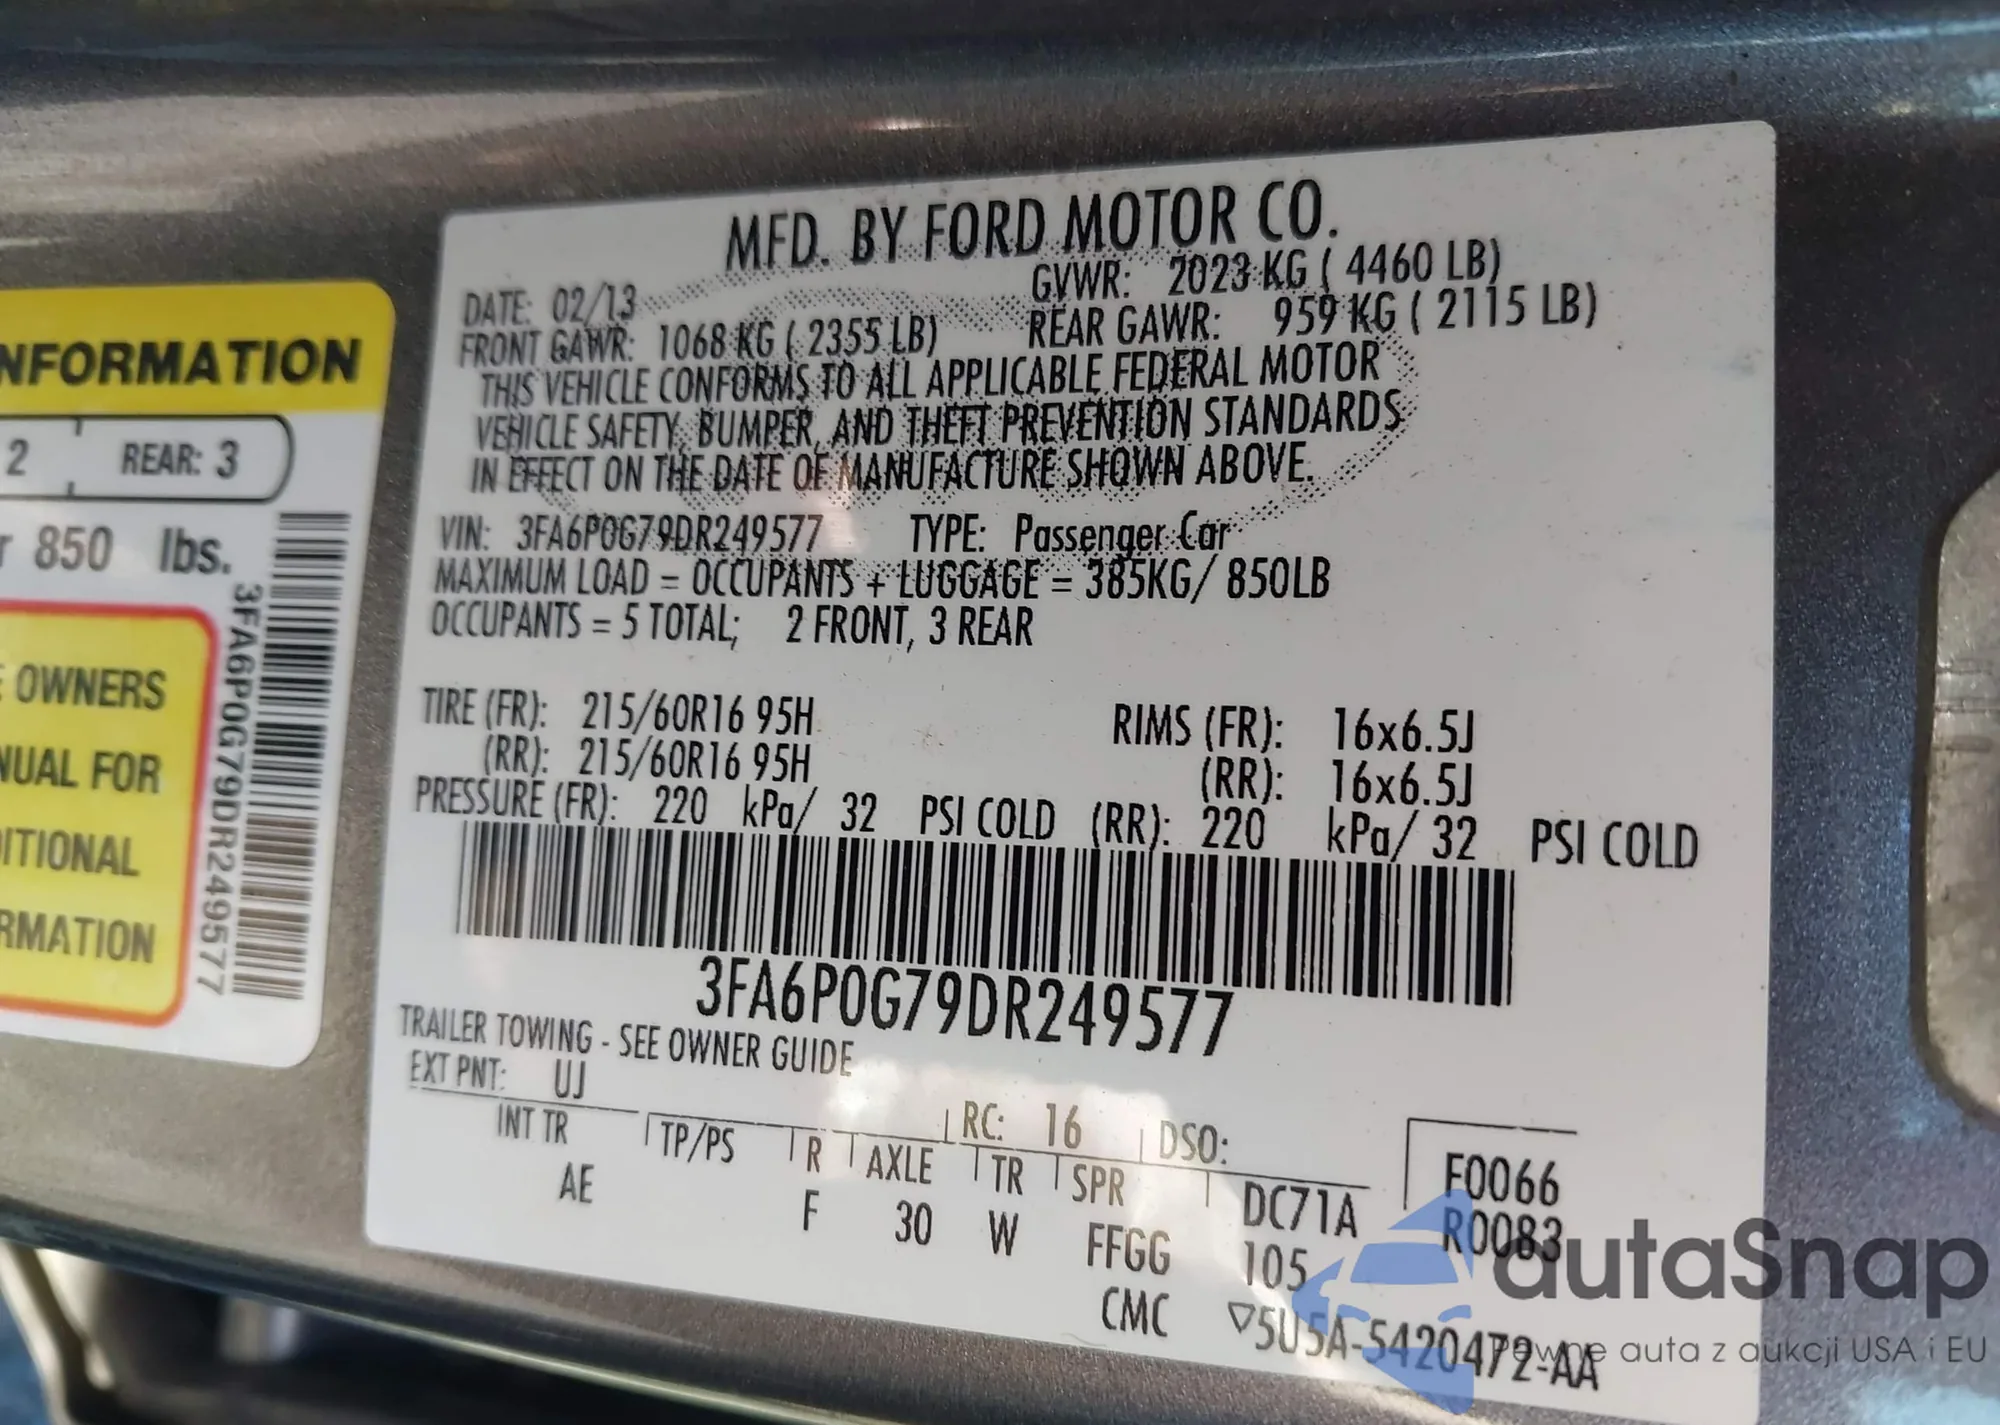 MFD. BY FORD MOTOR CO.
DATE: 02/13 GVWR: 2023 KG ( 4460 LB)
FRONT GAWR: 1068 KG ( 2355 LB) REAR GAWR: 959 KG ( 2115 LB)
THIS VEHICLE CONFORMS TO ALL APPLICABLE FEDERAL MOTOR
VEHICLE SAFETY, BUMPER, AND THEFT PREVENTION STANDARDS
IN EFFECT ON THE DATE OF MANUFACTURE SHOWN ABOVE.
VIN: 3FA6P0G79DR249577 TYPE: Passenger Car
MAXIMUM LOAD = OCCUPANTS + LUGGAGE = 385KG/ 850LB
OCCUPANTS = 5 TOTAL; 2 FRONT, 3 REAR
TIRE (FR): 215/60R16 95H RIMS (FR): 16x6.5J
(RR): 215/60R16 95H (RR): 16x6.5J
PRESSURE (FR): 220 kPa/ 32 PSI COLD (RR): 220 kPa/ 32 PSI COLD
3FA6P0G79DR249577
TRAILER TOWING - SEE OWNER GUIDE
EXT PNT: UJ RC: 16 DSO:
INT TR TP/PS R AXLE TR SPR DC71A F0066
AE F 30 W FFGG 105 R0083
CMC ▽5U5A-5420472-AA
NFORMATION
2 REAR: 3
r 850 lbs.
3FA6P0G79DR249577
E OWNERS
NUAL FOR
ITIONAL
RMATION
autaSnap
Pewne auta z aukcji USA i EU